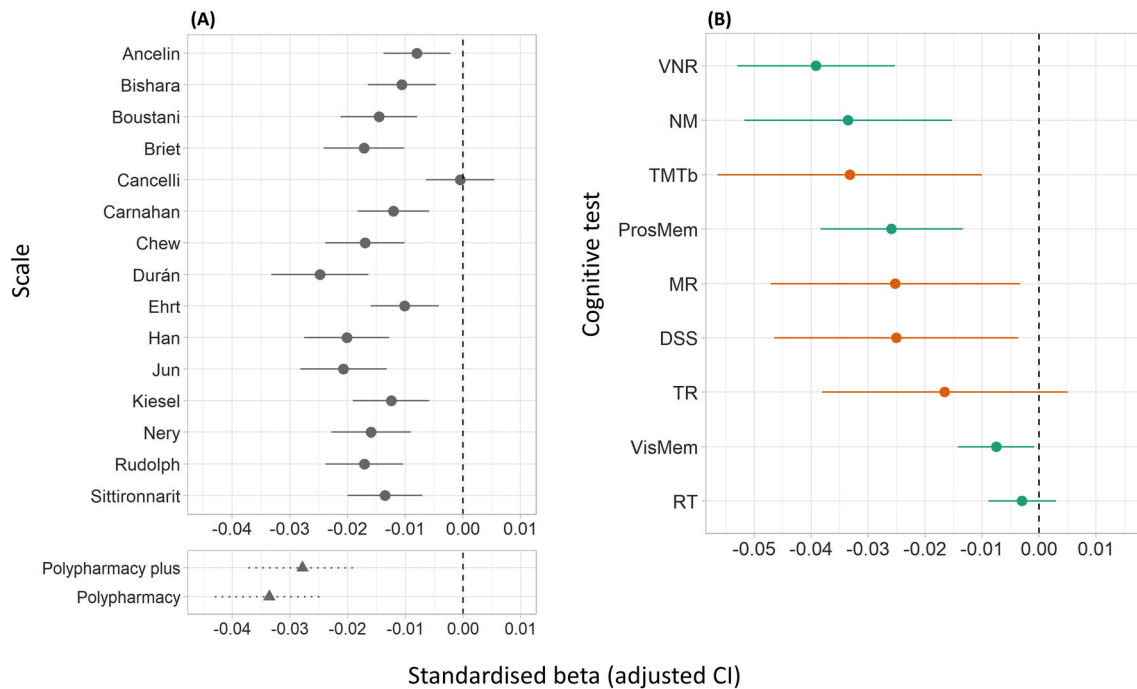 (A)
Scale
Ancelin
Bishara
Boustani
Briet
Cancelli
Carnahan
Chew
Durán
Ehrt
Han
Jun
Kiesel
Nery
Rudolph
Sittironnarit
-0.04 -0.03 -0.02 -0.01 0.00 0.01
Polypharmacy plus
Polypharmacy
-0.04 -0.03 -0.02 -0.01 0.00 0.01
(B)
Cognitive test
VNR
NM
TMTb
ProsMem
MR
DSS
TR
VisMem
RT
-0.05 -0.04 -0.03 -0.02 -0.01 0.00 0.01
Standardised beta (adjusted CI)